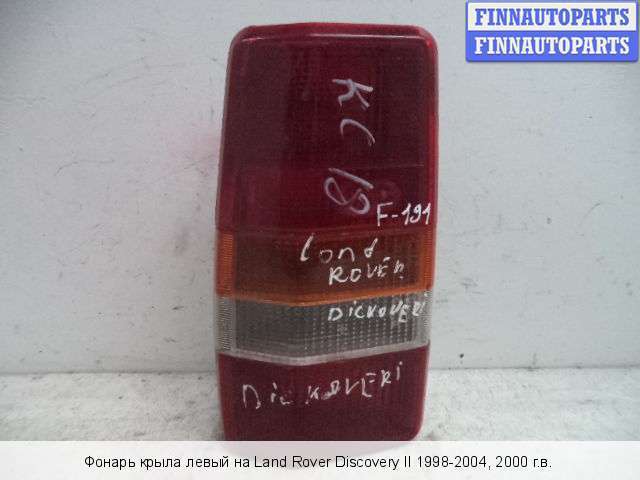 FINNAUTOPARTS
FINNAUTOPARTS
KC 18
F-191
Land
ROVER
DICKOVERI
DICKOVERI
Фонарь крыла левый на Land Rover Discovery II 1998-2004, 2000 г.в.